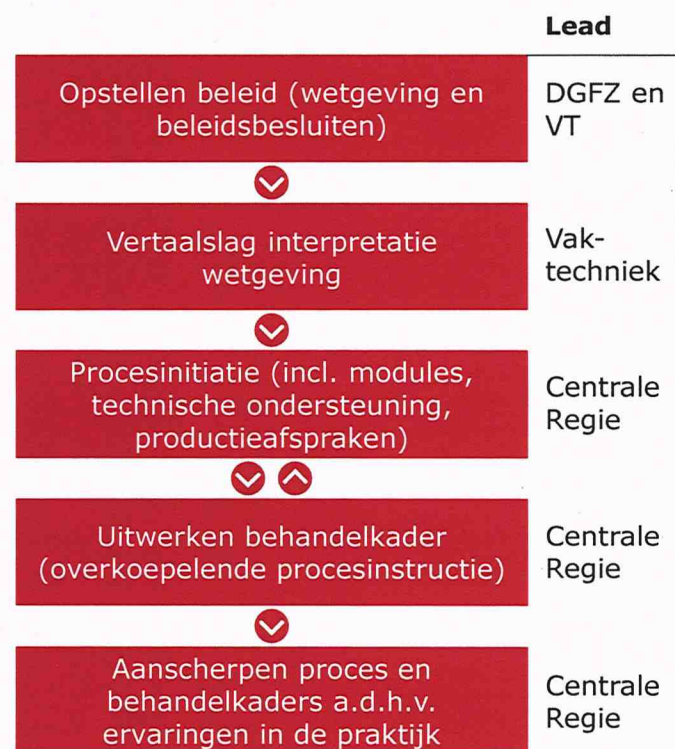 Lead
Opstellen beleid (wetgeving en
beleidsbesluiten)
DGFZ en
VT
Vertaalslag interpretatie
wetgeving
Vak-
techniek
Procesinitiatie (incl. modules,
technische ondersteuning,
productieafspraken)
Centrale
Regie
Uitwerken behandelkader
(overkoepelende procesinstructie)
Centrale
Regie
Aanscherpen proces en
behandelkaders a.d.h.v.
ervaringen in de praktijk
Centrale
Regie